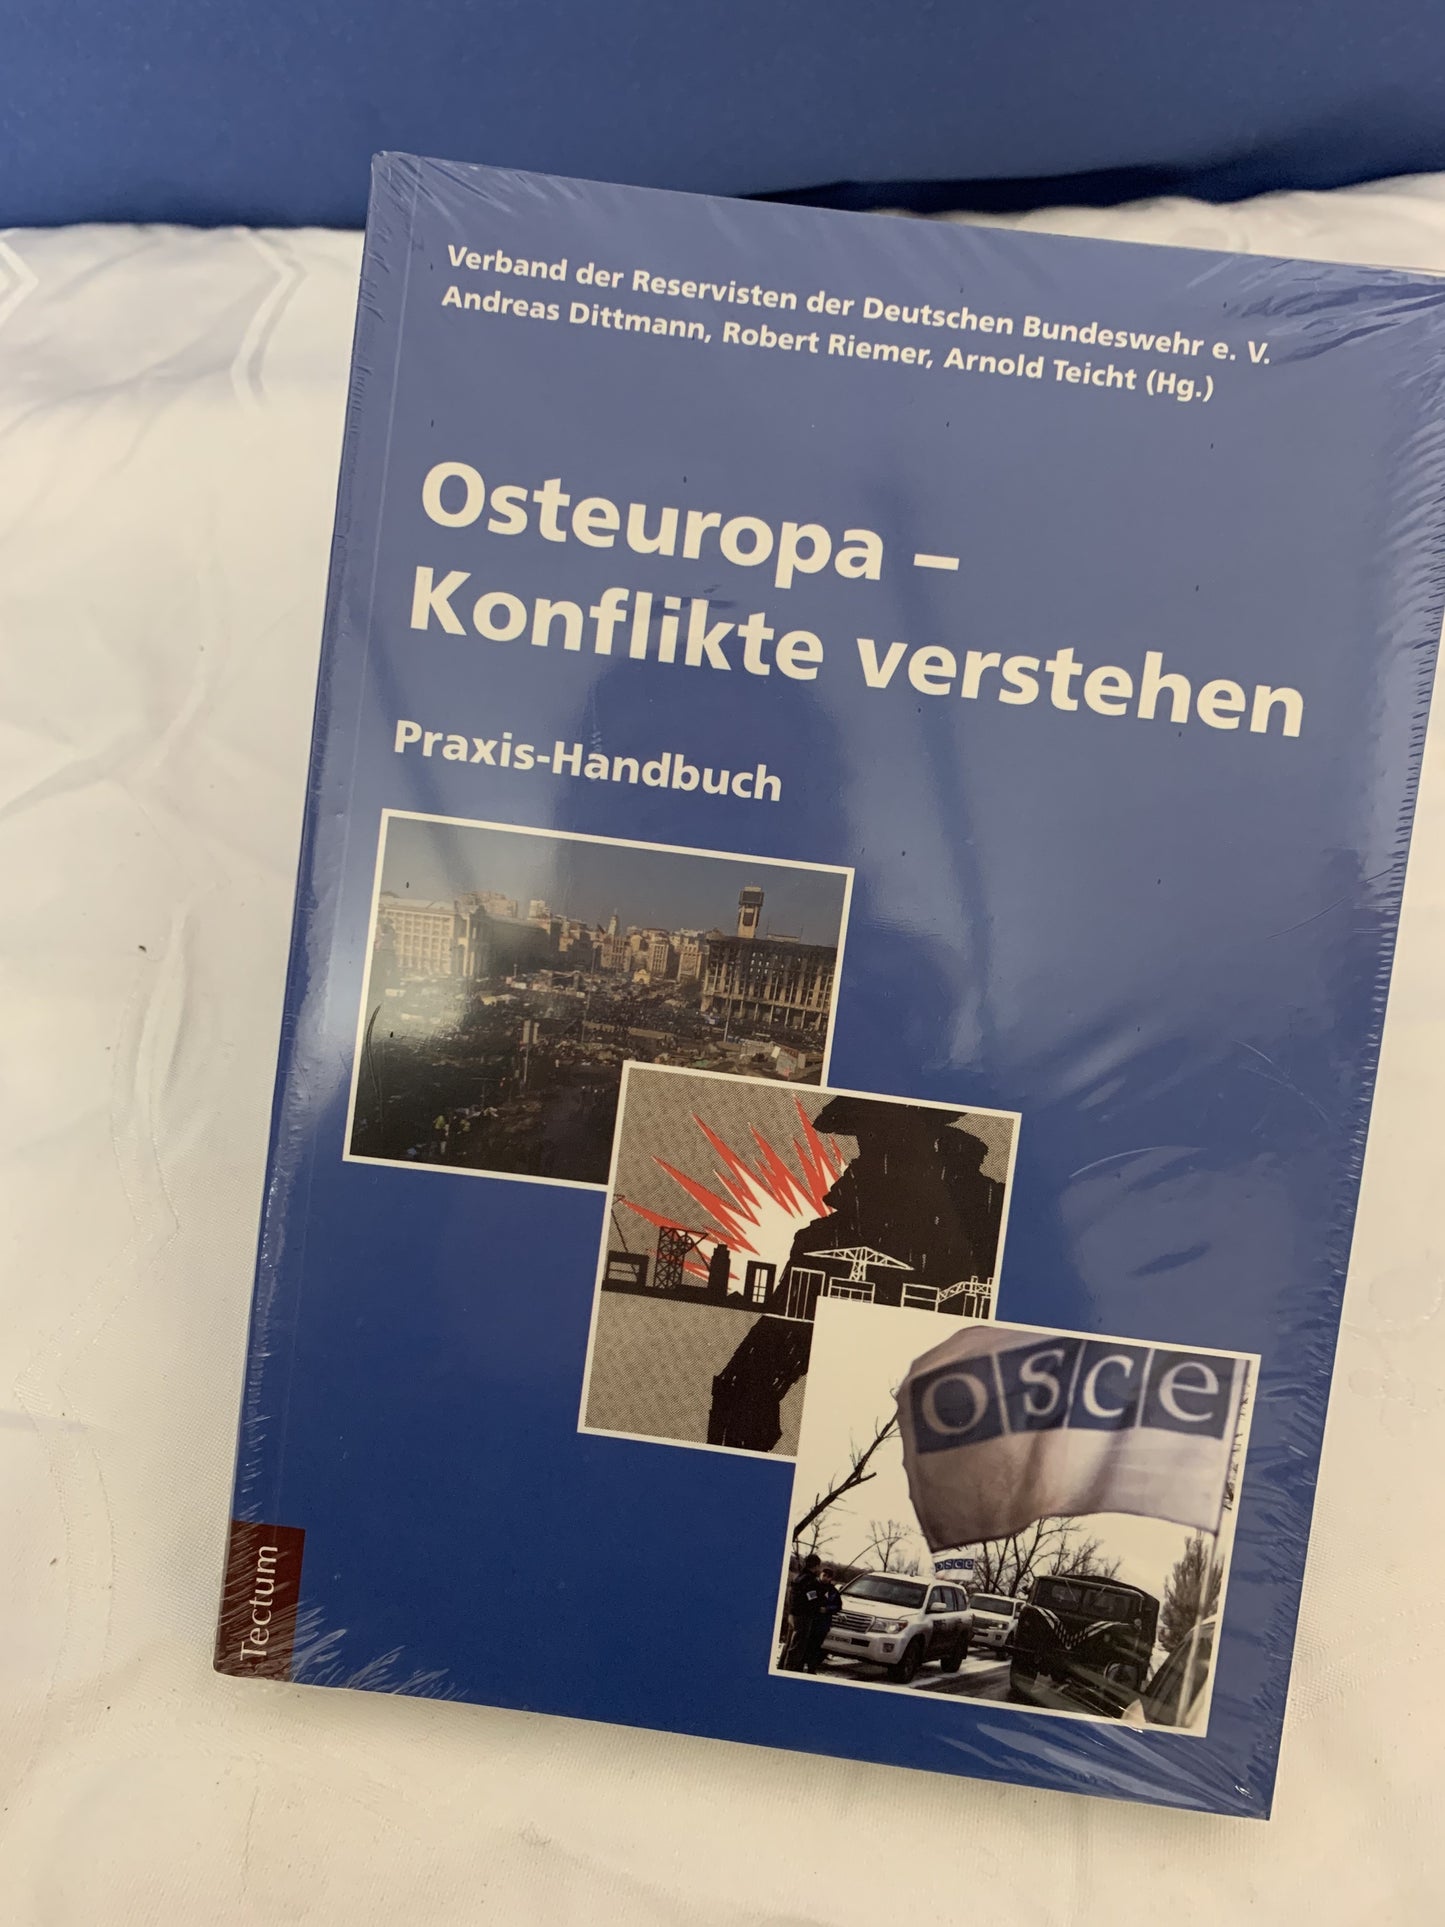 Verband der Reservisten der Deutschen Bundeswehr e. V.
Andreas Dittmann, Robert Riemer, Arnold Teicht (Hg.)
Osteuropa –
Konflikte verstehen
Praxis-Handbuch
osce
osce
Tectum